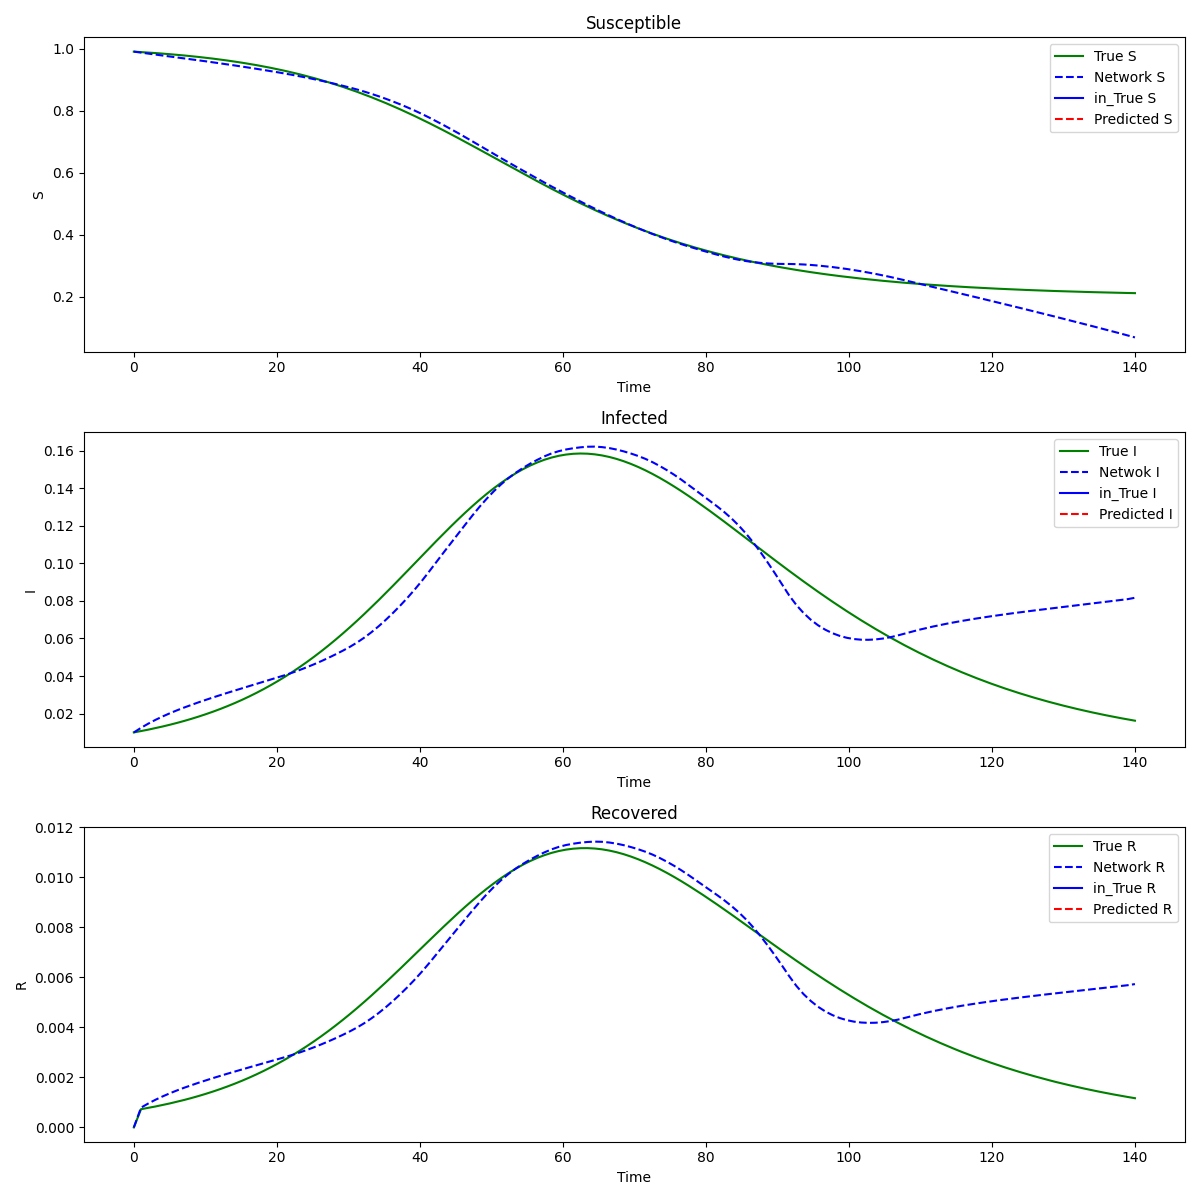 Susceptible
1.0
0.8
0.6
0.4
0.2
S
True S
Network S
in_True S
Predicted S
0 20 40 60 80 100 120 140
Time
Infected
0.16
0.14
0.12
0.10
0.08
0.06
0.04
0.02
I
True I
Netwok I
in_True I
Predicted I
0 20 40 60 80 100 120 140
Time
Recovered
0.012
0.010
0.008
0.006
0.004
0.002
0.000
R
True R
Network R
in_True R
Predicted R
0 20 40 60 80 100 120 140
Time